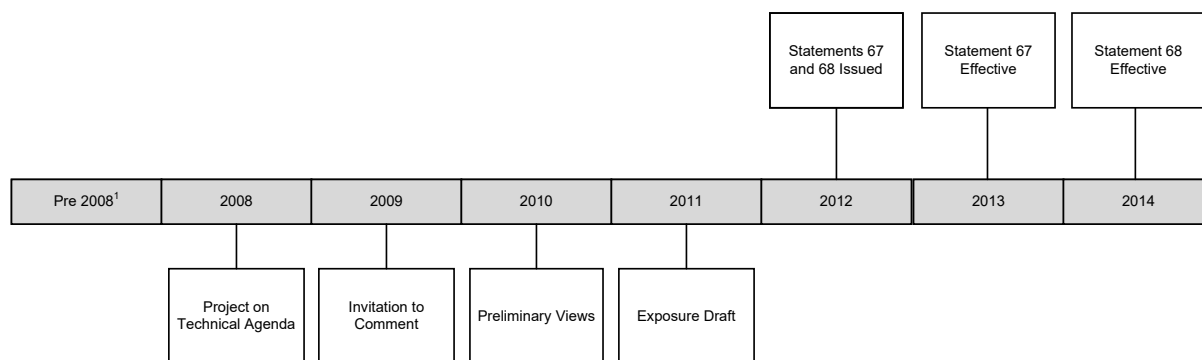 Statements 67
and 68 Issued
Statement 67
Effective
Statement 68
Effective
Pre 2008¹
2008
2009
2010
2011
2012
2013
2014
Project on
Technical Agenda
Invitation to
Comment
Preliminary Views
Exposure Draft